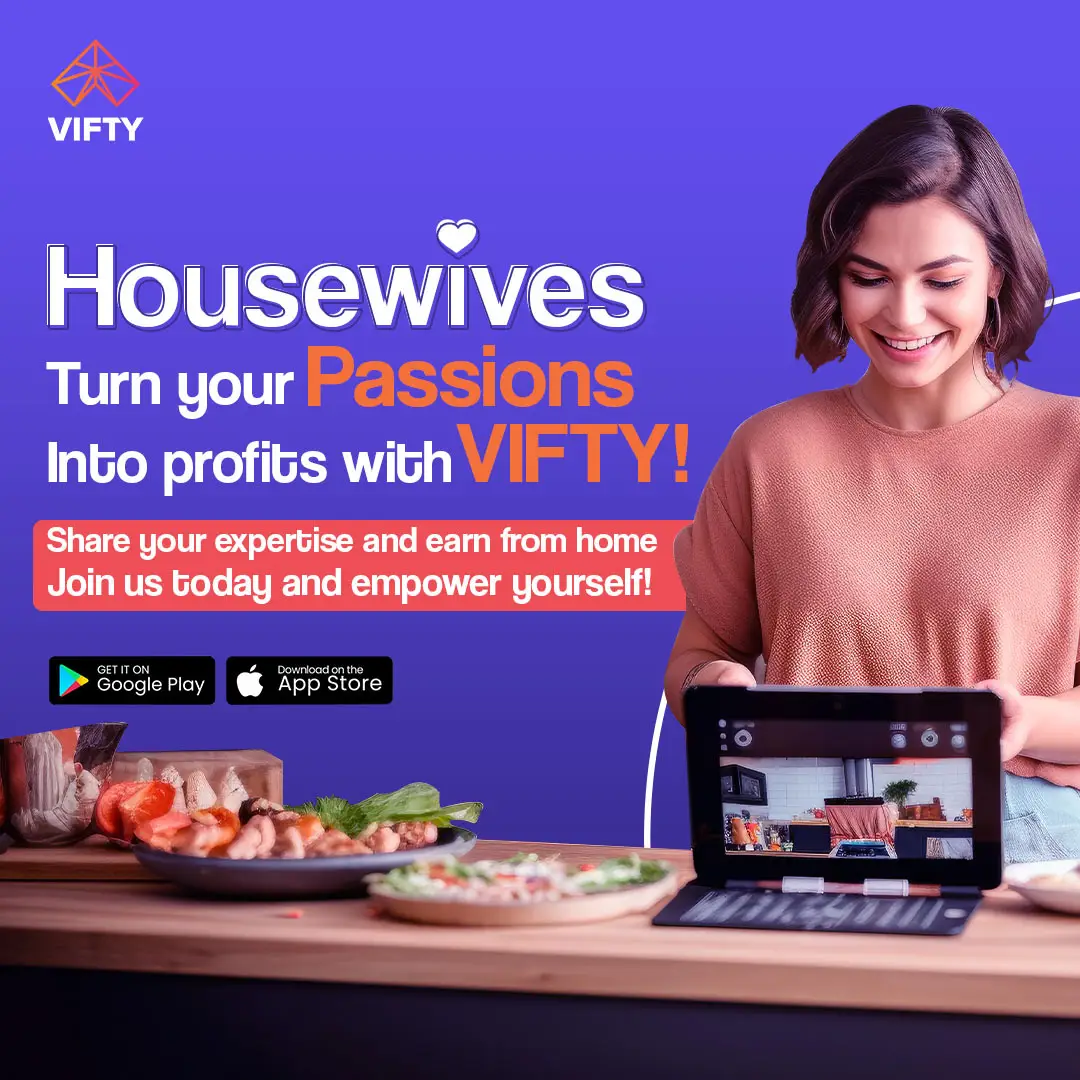 VIFTY
Housewives
Turn your Passions
Into profits with VIFTY!
Share your expertise and earn from home
Join us today and empower yourself!
GET IT ON
Google Play
Download on the
App Store